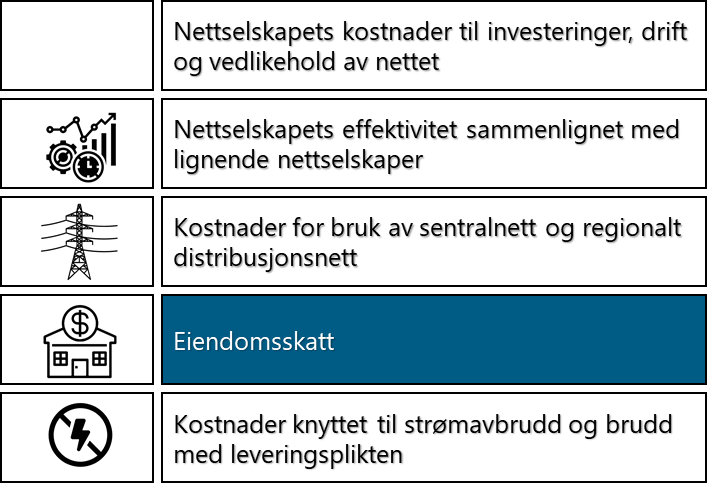 Nettselskapets kostnader til investeringer, drift
og vedlikehold av nettet
Nettselskapets effektivitet sammenlignet med
lignende nettselskaper
Kostnader for bruk av sentralnett og regionalt
distribusjonsnett
$
Eiendomsskatt
Kostnader knyttet til strømavbrudd og brudd
med leveringsplikten